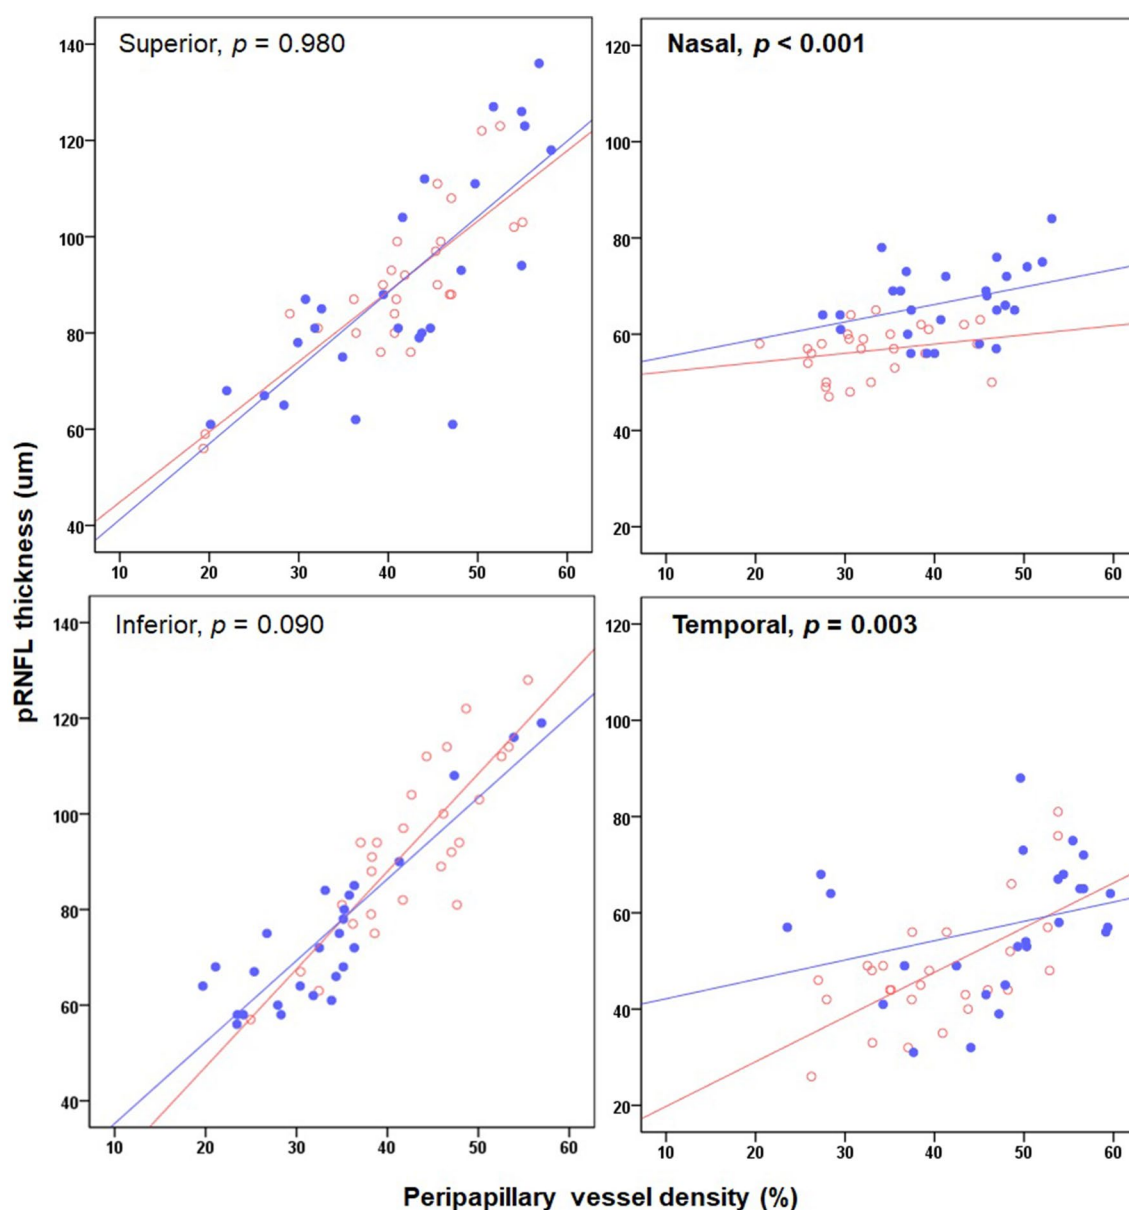 Superior, p = 0.980
140
120
100
80
60
40
10 20 30 40 50 60
Nasal, p < 0.001
120
100
80
60
40
20
10 20 30 40 50 60
pRNFL thickness (um)
Inferior, p = 0.090
140
120
100
80
60
40
10 20 30 40 50 60
Temporal, p = 0.003
120
100
80
60
40
20
10 20 30 40 50 60
Peripapillary vessel density (%)